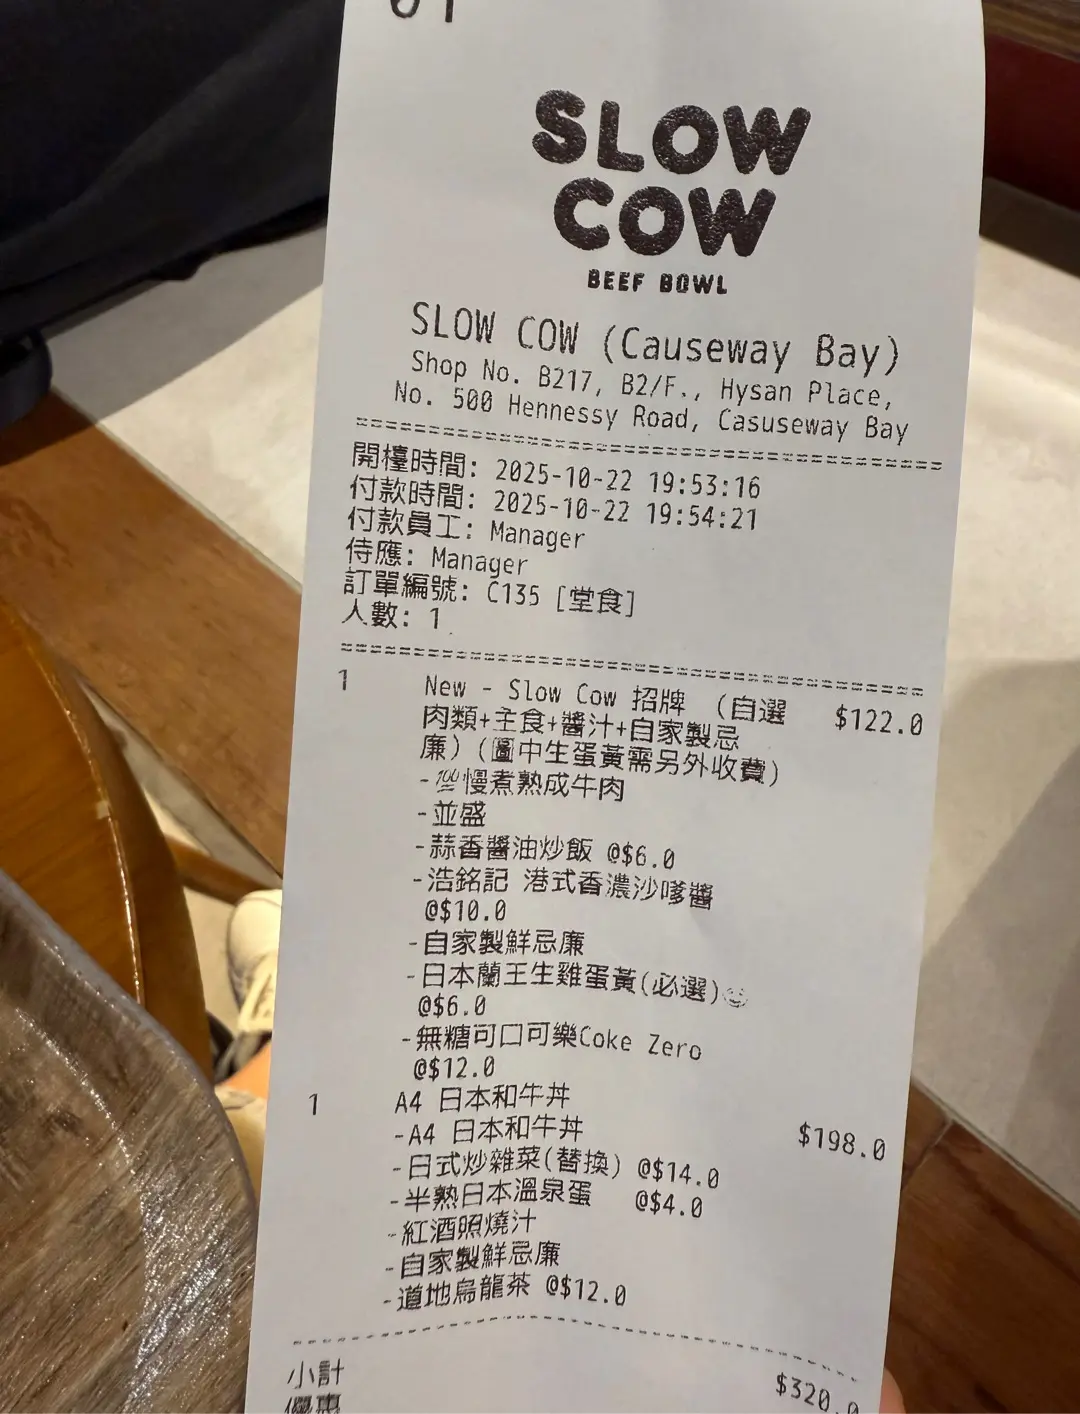 SLOW
COW
BEEF BOWL
SLOW COW (Causeway Bay)
Shop No. B217, B2/F., Hysan Place,
No. 500 Hennessy Road, Casuseway Bay
開檯時間: 2025-10-22 19:53:16
付款時間: 2025-10-22 19:54:21
付款員工: Manager
侍應: Manager
訂單編號: C135 [堂食]
人數: 1
1 New - Slow Cow 招牌 (自選 $122.0
肉類+主食+醬汁+自家製忌
廉)(圖中生蛋黃需另外收費)
-💯慢煮熟成牛肉
-並盛
-蒜香醬油炒飯 @$6.0
-浩銘記 港式香濃沙嗲醬
@$10.0
-自家製鮮忌廉
-日本蘭王生雞蛋黃(必選)
@$6.0
-無糖可口可樂Coke Zero
@$12.0
1 A4 日本和牛丼 $198.0
-A4 日本和牛丼
-日式炒雜菜(替換) @$14.0
-半熟日本溫泉蛋 @$4.0
-紅酒照燒汁
-自家製鮮忌廉
-道地烏龍茶 @$12.0
小計 $320.0
優惠